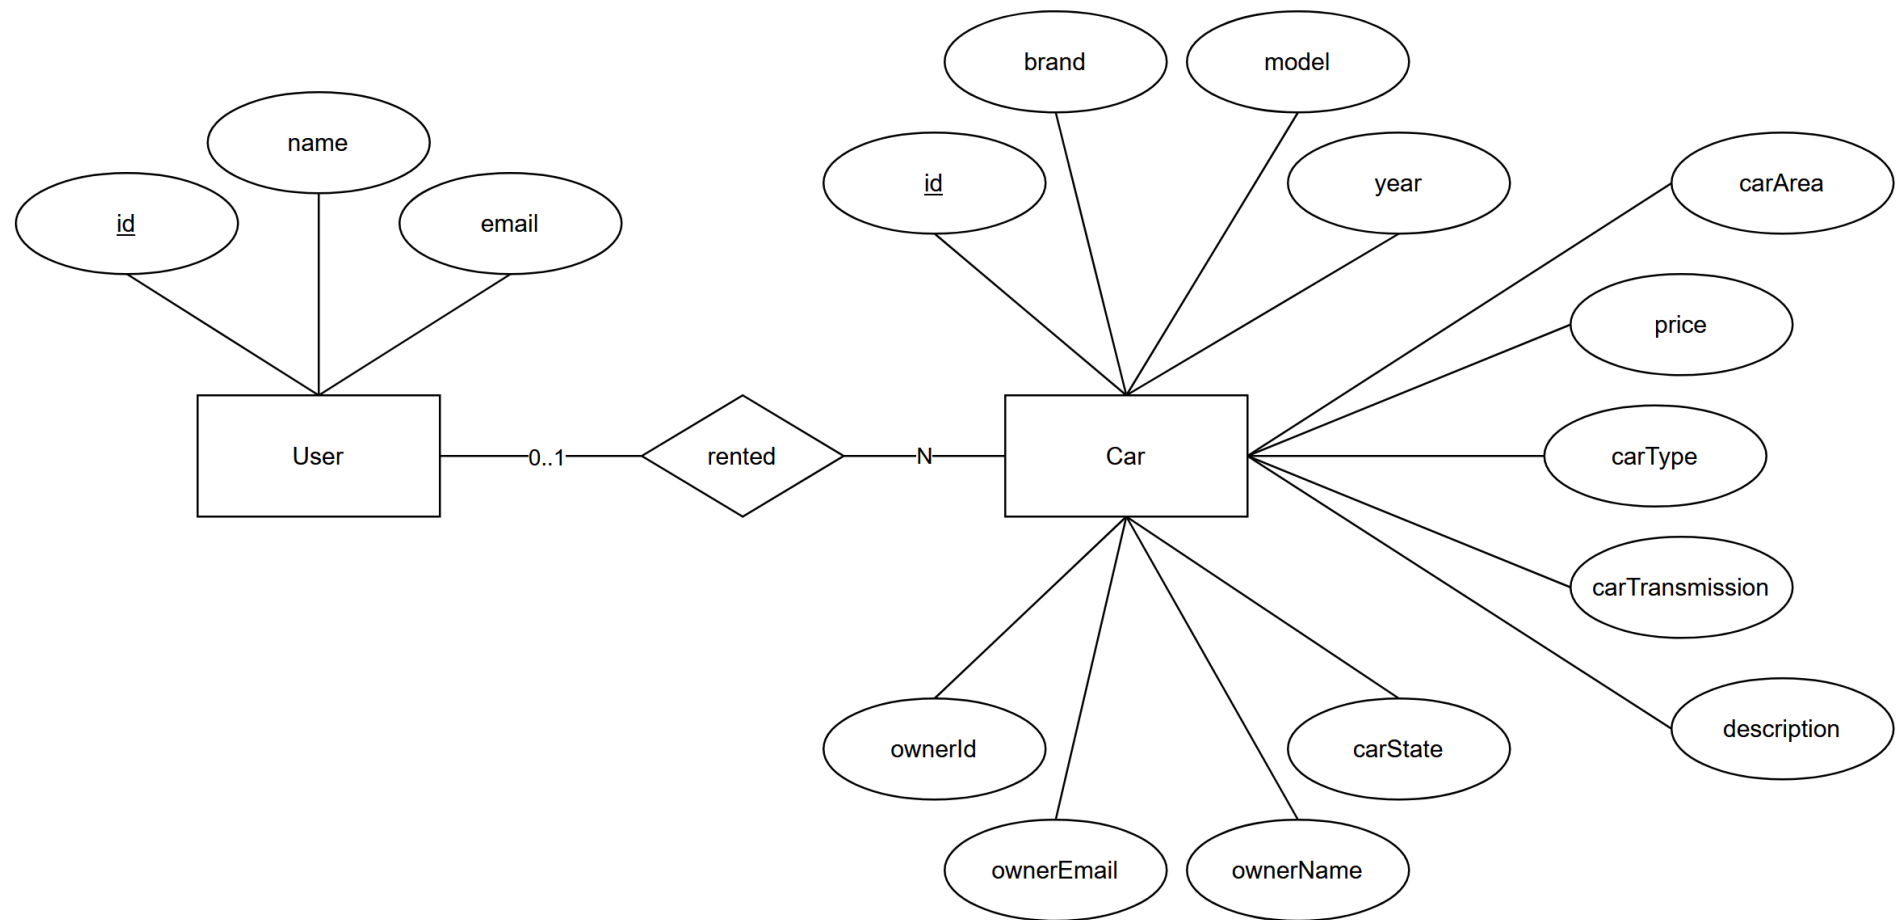 brand
model
name
id
year
carArea
id
email
price
User
0..1
rented
N
Car
carType
carTransmission
ownerId
carState
description
ownerEmail
ownerName